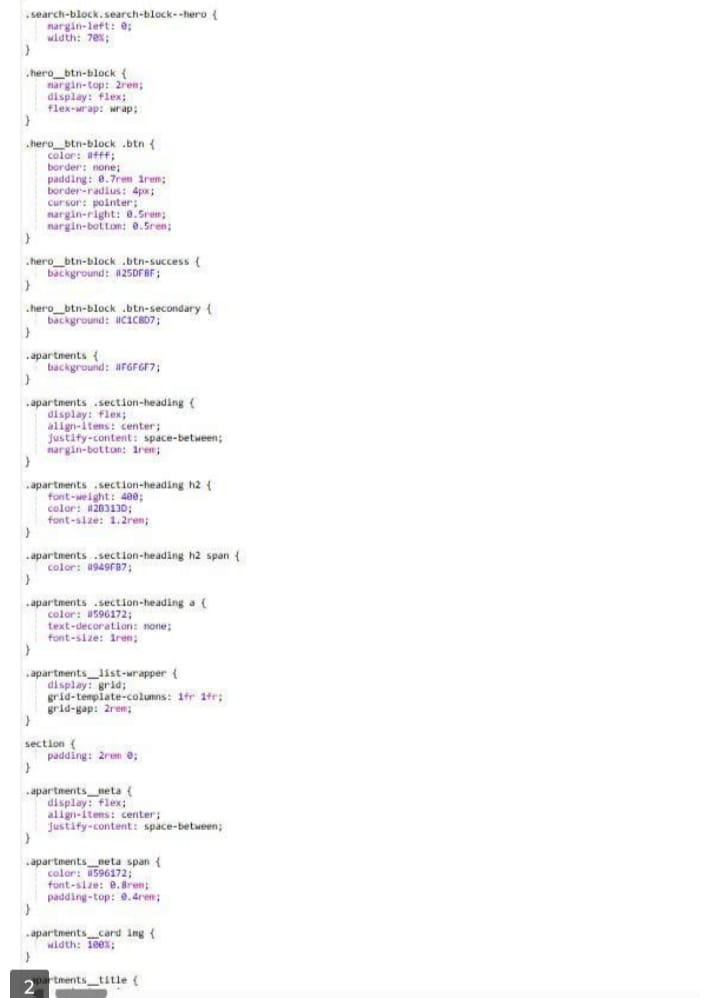 .search-block.search-block--hero {
margin-left: 0;
width: 70%;
}
.hero__btn-block {
margin-top: 2rem;
display: flex;
flex-wrap: wrap;
}
.hero__btn-block .btn {
color: #fff;
border: none;
padding: 0.7rem 1rem;
border-radius: 4px;
cursor: pointer;
margin-right: 0.5rem;
margin-bottom: 0.5rem;
}
.hero__btn-block .btn-success {
background: #25DFBF;
}
.hero__btn-block .btn-secondary {
background: #C1C8D7;
}
.apartments {
background: #F6F6F7;
}
.apartments .section-heading {
display: flex;
align-items: center;
justify-content: space-between;
margin-bottom: 1rem;
}
.apartments .section-heading h2 {
font-weight: 400;
color: #2B313D;
font-size: 1.2rem;
}
.apartments .section-heading h2 span {
color: #949FB7;
}
.apartments .section-heading a {
color: #596172;
text-decoration: none;
font-size: 1rem;
}
.apartments__list-wrapper {
display: grid;
grid-template-columns: 1fr 1fr;
grid-gap: 2rem;
}
section {
padding: 2rem 0;
}
.apartments__meta {
display: flex;
align-items: center;
justify-content: space-between;
}
.apartments__meta span {
color: #596172;
font-size: 0.8rem;
padding-top: 0.4rem;
}
.apartments__card img {
width: 100%;
}
2 partments__title {